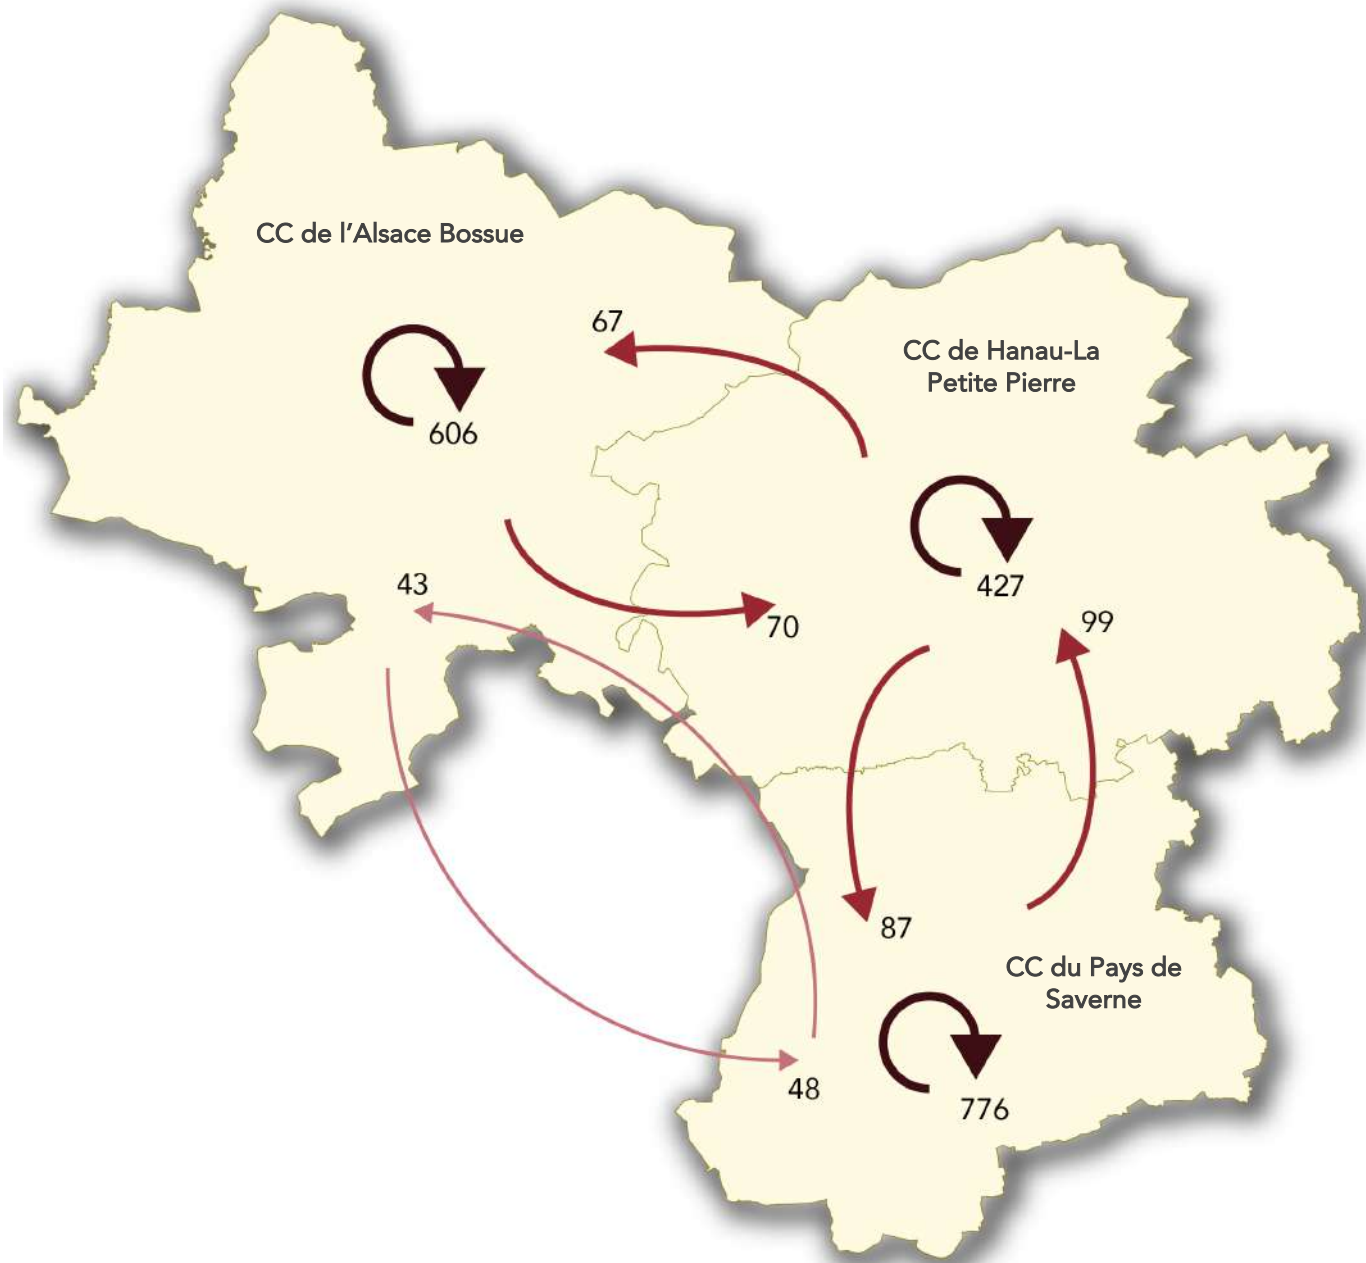 CC de l'Alsace Bossue
67
CC de Hanau-La
Petite Pierre
606
43
427
70
99
87
CC du Pays de
Saverne
48
776